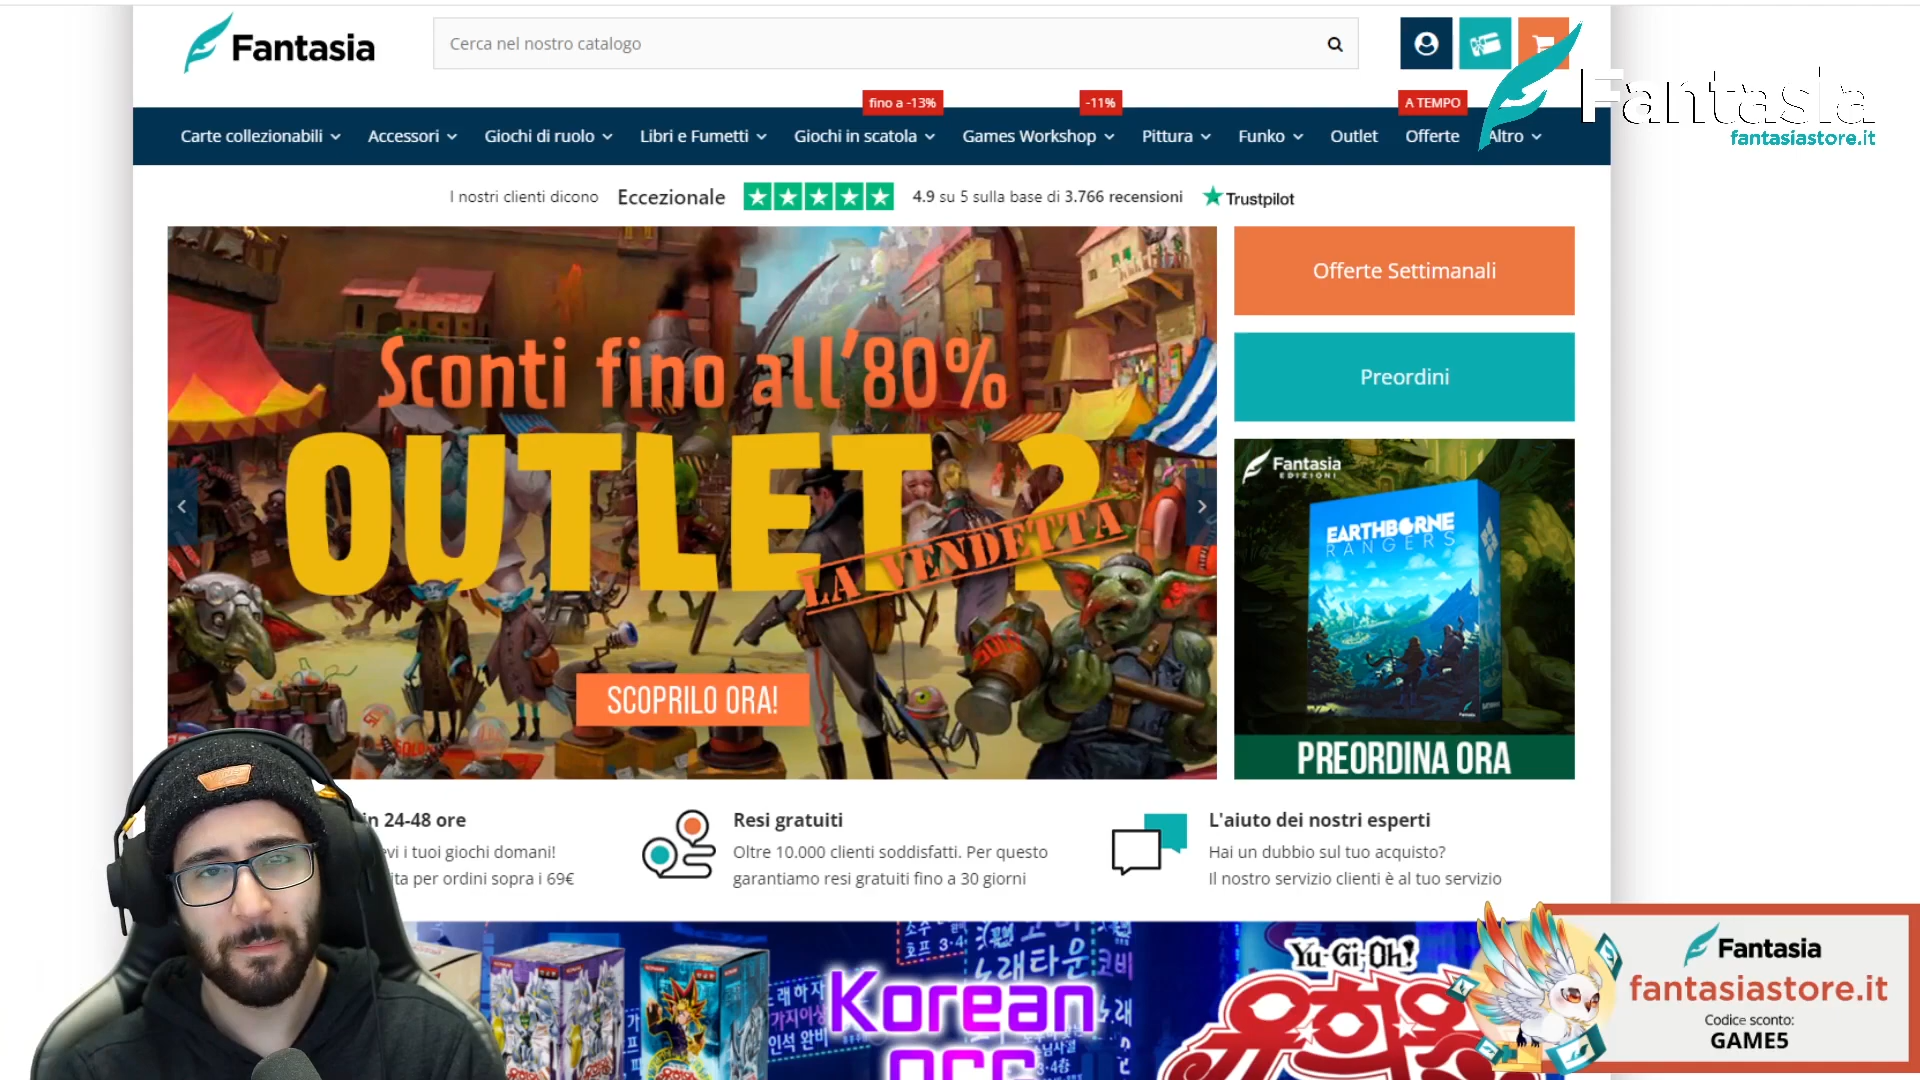 Fantasia
Cerca nel nostro catalogo
Fantasia
fantasiastore.it
fino a -13%
-11%
A TEMPO
Carte collezionabili
Accessori
Giochi di ruolo
Libri e Fumetti
Giochi in scatola
Games Workshop
Pittura
Funko
Outlet
Offerte
Altro
I nostri clienti dicono Eccezionale 4.9 su 5 sulla base di 3.766 recensioni Trustpilot
Sconti fino all'80%
OUTLET 2
LA VENDETTA
SCOPRILO ORA!
Offerte Settimanali
Preordini
Fantasia
EDIZIONI
EARTHBORNE
RANGERS
PREORDINA ORA
in 24-48 ore
i tuoi giochi domani!
per ordini sopra i 69€
Resi gratuiti
Oltre 10.000 clienti soddisfatti. Per questo
garantiamo resi gratuiti fino a 30 giorni
L'aiuto dei nostri esperti
Hai un dubbio sul tuo acquisto?
Il nostro servizio clienti è al tuo servizio
Korean
OCG
Yu-Gi-Oh!
유희왕
Fantasia
fantasiastore.it
Codice sconto:
GAME5